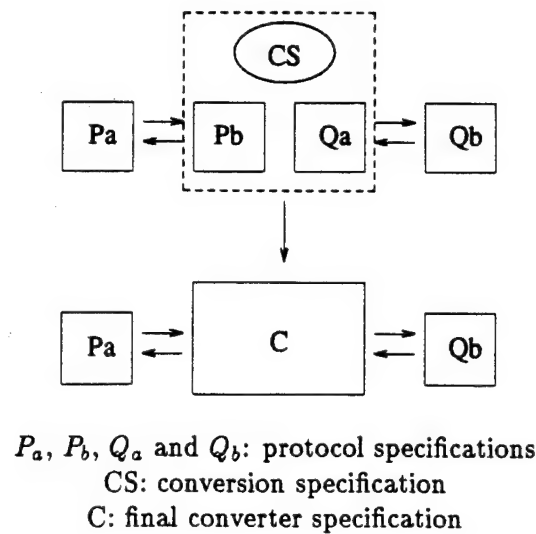 CS
Pa Pb Qa Qb
Pa C Qb
Pa, Pb, Qa and Qb: protocol specifications
CS: conversion specification
C: final converter specification